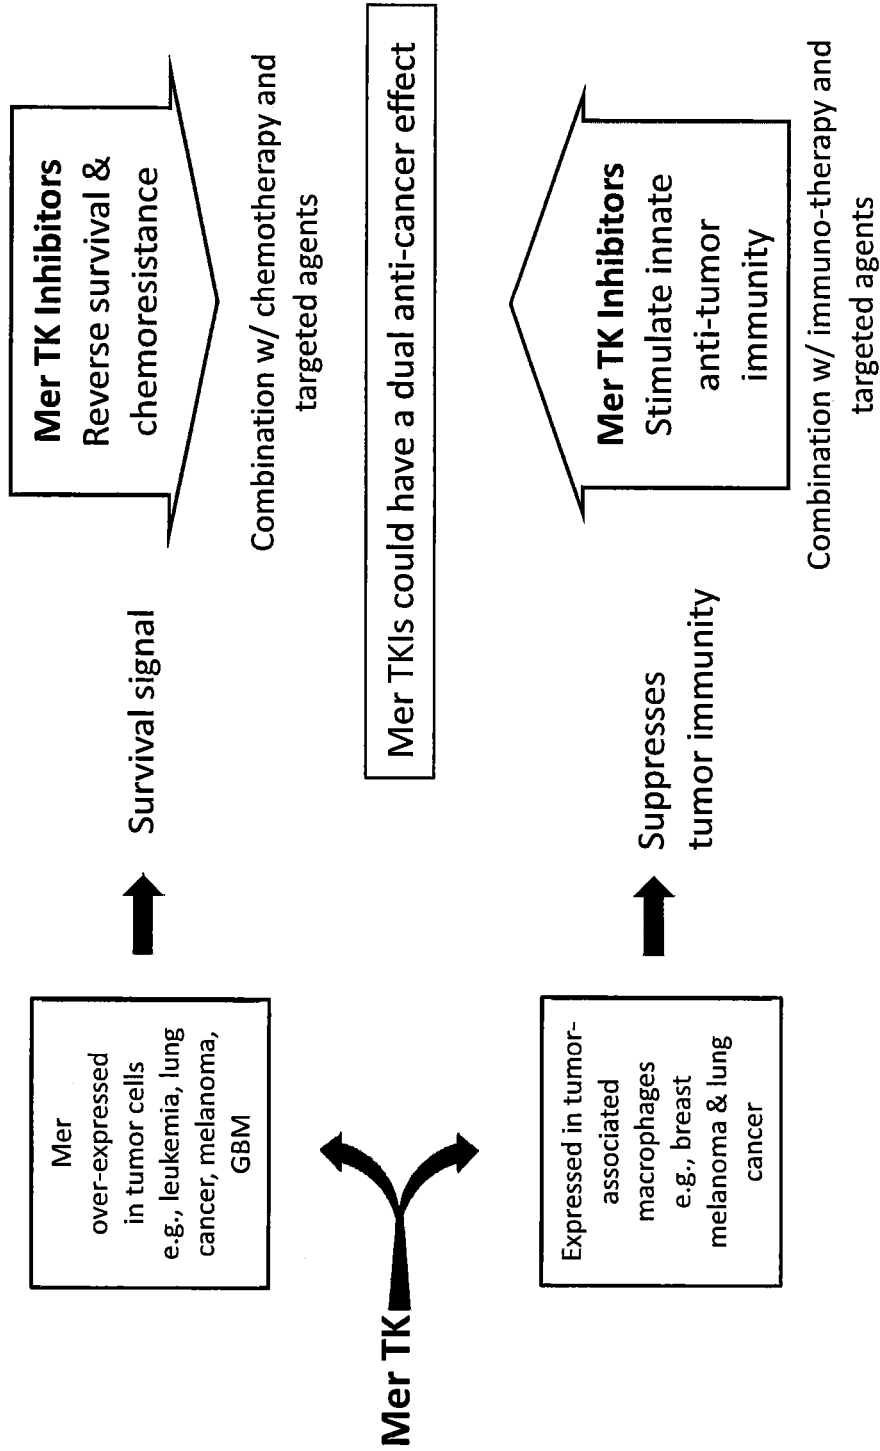 Mer TK
Mer
over-expressed
in tumor cells
e.g., leukemia, lung
cancer, melanoma,
GBM
Survival signal
Mer TK Inhibitors
Reverse survival &
chemoresistance
Combination w/ chemotherapy and
targeted agents
Mer TKIs could have a dual anti-cancer effect
Expressed in tumor-
associated
macrophages
e.g., breast
melanoma & lung
cancer
Suppresses
tumor immunity
Mer TK Inhibitors
Stimulate innate
anti-tumor
immunity
Combination w/ immuno-therapy and
targeted agents